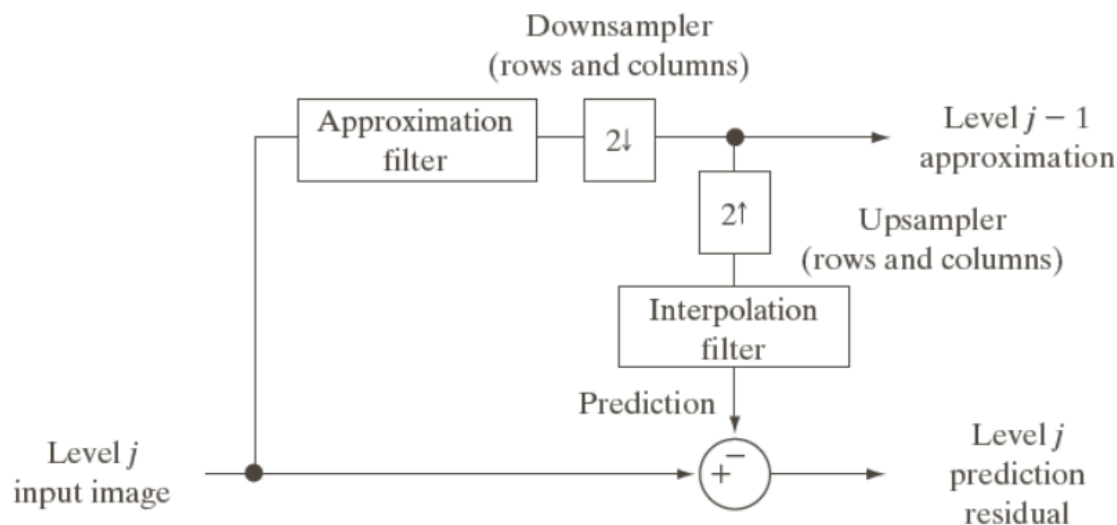 Downsampler
(rows and columns)
Approximation
filter
2↓
Level j − 1
approximation
2↑
Upsampler
(rows and columns)
Interpolation
filter
Prediction
Level j
input image
+
−
Level j
prediction
residual